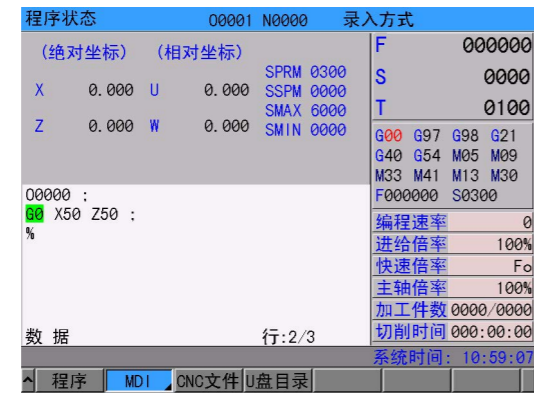 程序状态 O0001 N0000 录入方式
(绝对坐标) (相对坐标)
X 0.000 U 0.000
Z 0.000 W 0.000
SPRM 0300
SSPM 0000
SMAX 6000
SMIN 0000
F 000000
S 0000
T 0100
G00 G97 G98 G21
G40 G54 M05 M09
M33 M41 M13 M30
F000000 S0300
O0000 ;
G0 X50 Z50 ;
%
编程速率 0
进给倍率 100%
快速倍率 Fo
主轴倍率 100%
加工件数 0000/0000
切削时间 000:00:00
数 据 行:2/3
系统时间: 10:59:07
^ 程序 MDI CNC文件 U盘目录